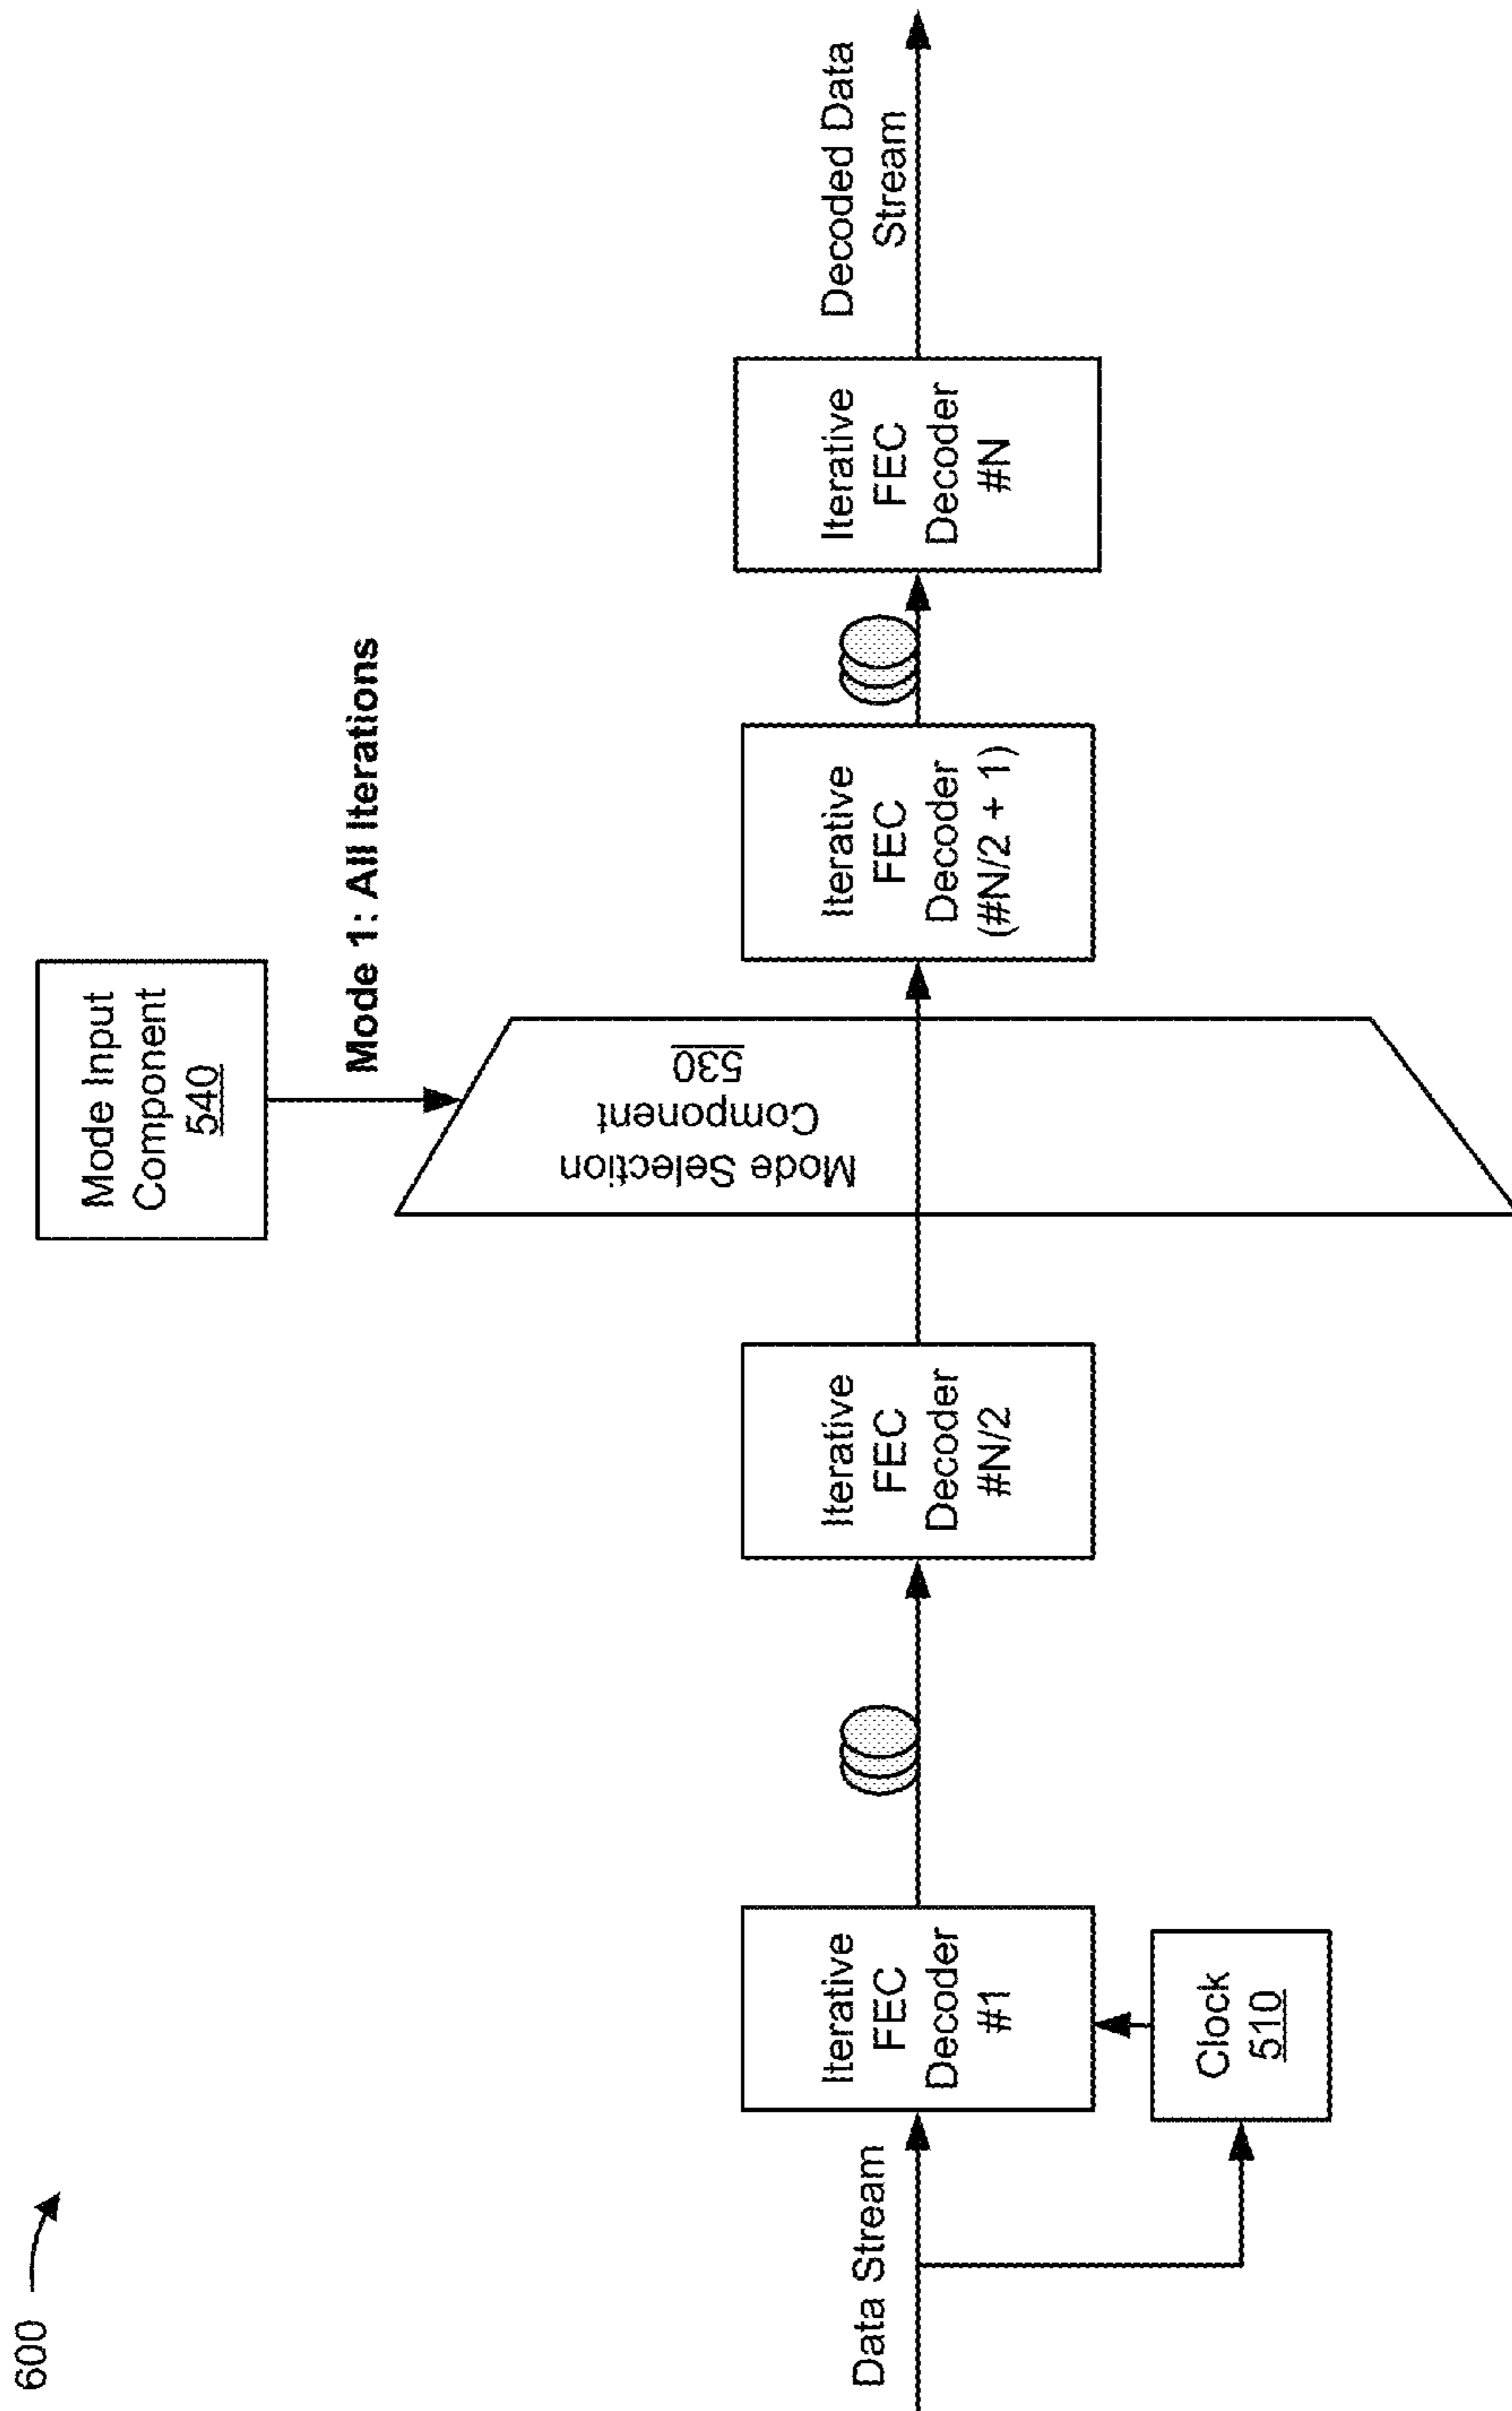 600
Mode Input
Component
540
Mode 1: All Iterations
Mode Selection
Component
530
Data Stream
Iterative
FEC
Decoder
#1
Clock
510
Iterative
FEC
Decoder
#N/2
Iterative
FEC
Decoder
(#N/2 + 1)
Iterative
FEC
Decoder
#N
Decoded Data
Stream